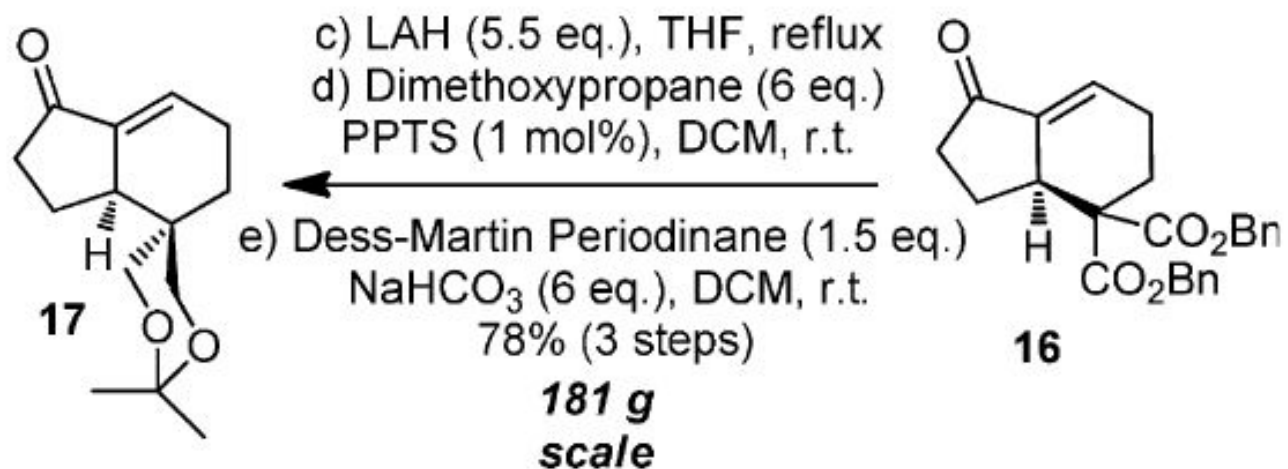 c) LAH (5.5 eq.), THF, reflux
d) Dimethoxypropane (6 eq.)
PPTS (1 mol%), DCM, r.t.
e) Dess-Martin Periodinane (1.5 eq.)
NaHCO₃ (6 eq.), DCM, r.t.
78% (3 steps)
181 g
scale
O
H
O
O
17
O
H
CO₂Bn
CO₂Bn
16